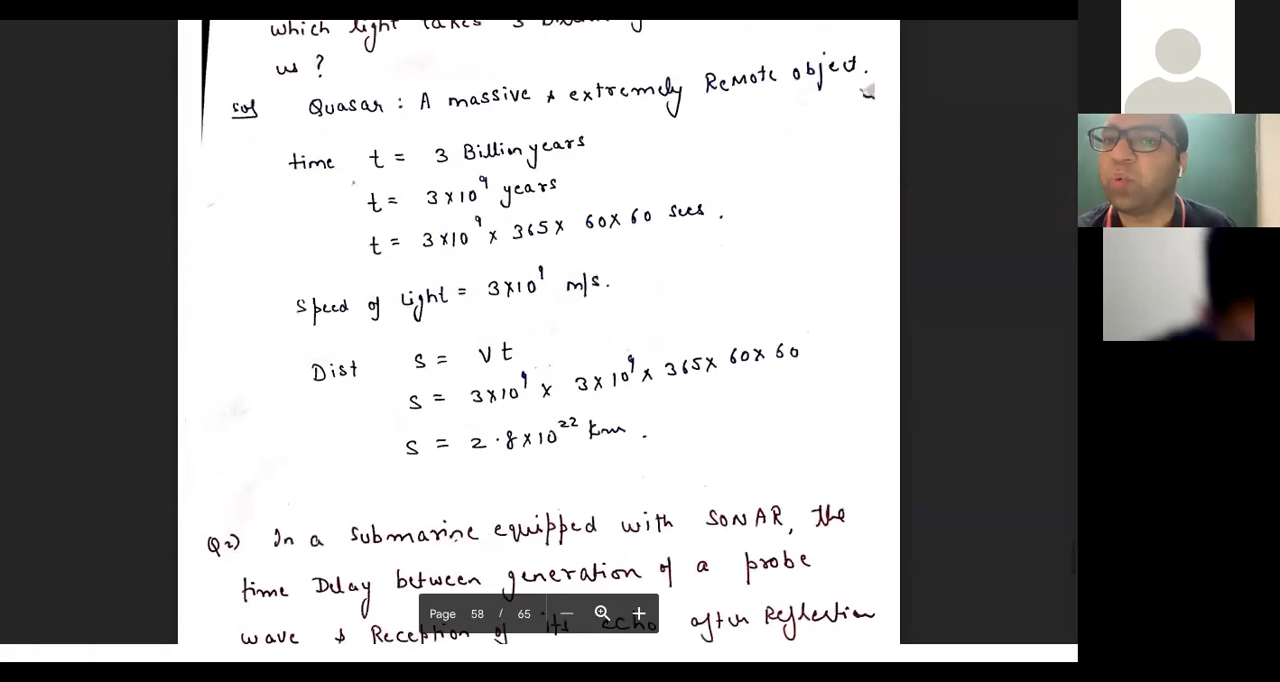 which light takes 3
us ?
Sol Quasar : A massive & extremely Remote object.
time t = 3 Billion years
t = 3×10⁹ years
t = 3×10⁹ × 365 × 60×60 secs .
Speed of light = 3×10⁹ m/s.
Dist S = Vt
S = 3×10⁹ × 3×10⁹ × 365× 60×60
S = 2.8×10²² km .
Q2) In a submarine equipped with SONAR, the
time Delay between generation of a probe
wave & Reception of its echo after Reflection
Page 58 / 65